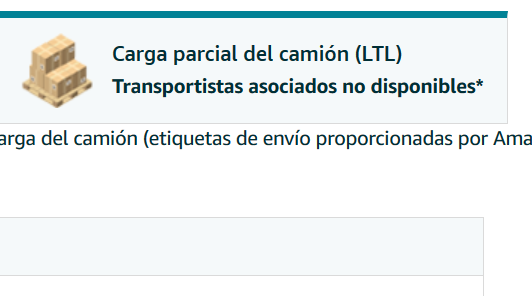 Carga parcial del camión (LTL)
Transportistas asociados no disponibles*
arga del camión (etiquetas de envío proporcionadas por Ama